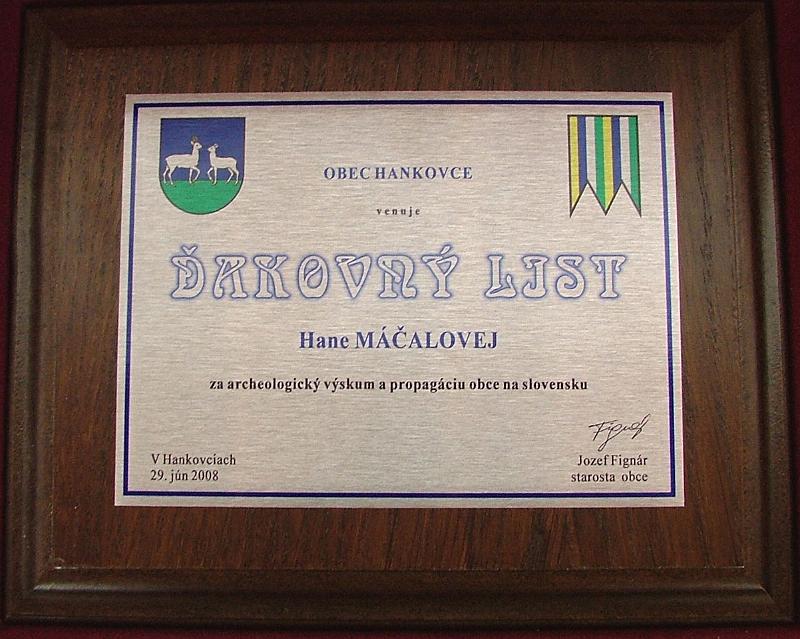 OBEC HANKOVCE
venuje
ĎAKOVNÝ LIST
Hane MÁČALOVEJ
za archeologický výskum a propagáciu obce na slovensku
Fignár
V Hankovciach
Jozef Fignár
29. jún 2008
starosta obce